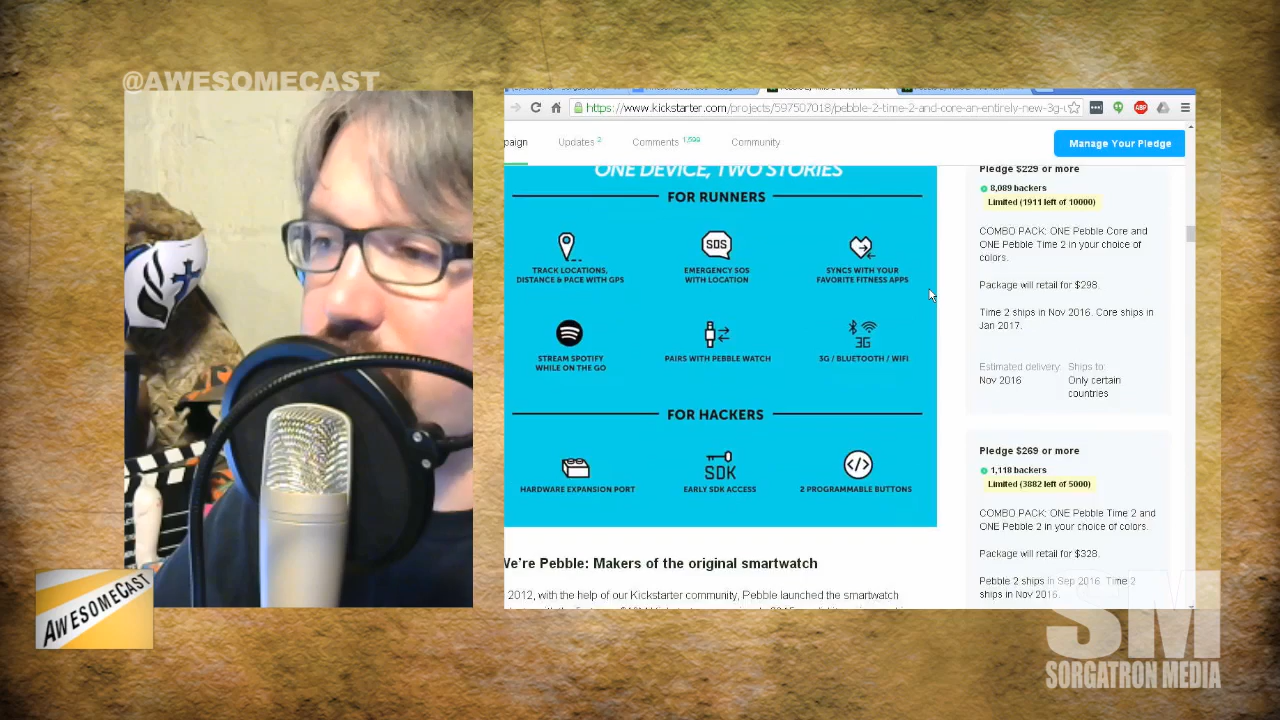 @AWESOMECAST
https://www.kickstarter.com/projects/597507018/pebble-2-time-2-and-core-an-entirely-new-3g-u
paign
Updates 2
Comments 1,599
Community
Manage Your Pledge
ONE DEVICE, TWO STORIES
FOR RUNNERS
TRACK LOCATIONS,
DISTANCE & PACE WITH GPS
SOS
EMERGENCY SOS
WITH LOCATION
SYNCS WITH YOUR
FAVORITE FITNESS APPS
STREAM SPOTIFY
WHILE ON THE GO
PAIRS WITH PEBBLE WATCH
3G
3G / BLUETOOTH / WIFI
FOR HACKERS
HARDWARE EXPANSION PORT
SDK
EARLY SDK ACCESS
</>
2 PROGRAMMABLE BUTTONS
We're Pebble: Makers of the original smartwatch
2012, with the help of our Kickstarter community, Pebble launched the smartwatch
Pledge $229 or more
8,089 backers
Limited (1911 left of 10000)
COMBO PACK: ONE Pebble Core and
ONE Pebble Time 2 in your choice of
colors.
Package will retail for $298.
Time 2 ships in Nov 2016. Core ships in
Jan 2017.
Estimated delivery: Ships to:
Nov 2016 Only certain
countries
Pledge $269 or more
1,118 backers
Limited (3882 left of 5000)
COMBO PACK: ONE Pebble Time 2 and
ONE Pebble 2 in your choice of colors.
Package will retail for $328.
Pebble 2 ships in Sep 2016. Time 2
ships in Nov 2016.
ABP
AWESOMECAST
SM
SORGATRON MEDIA